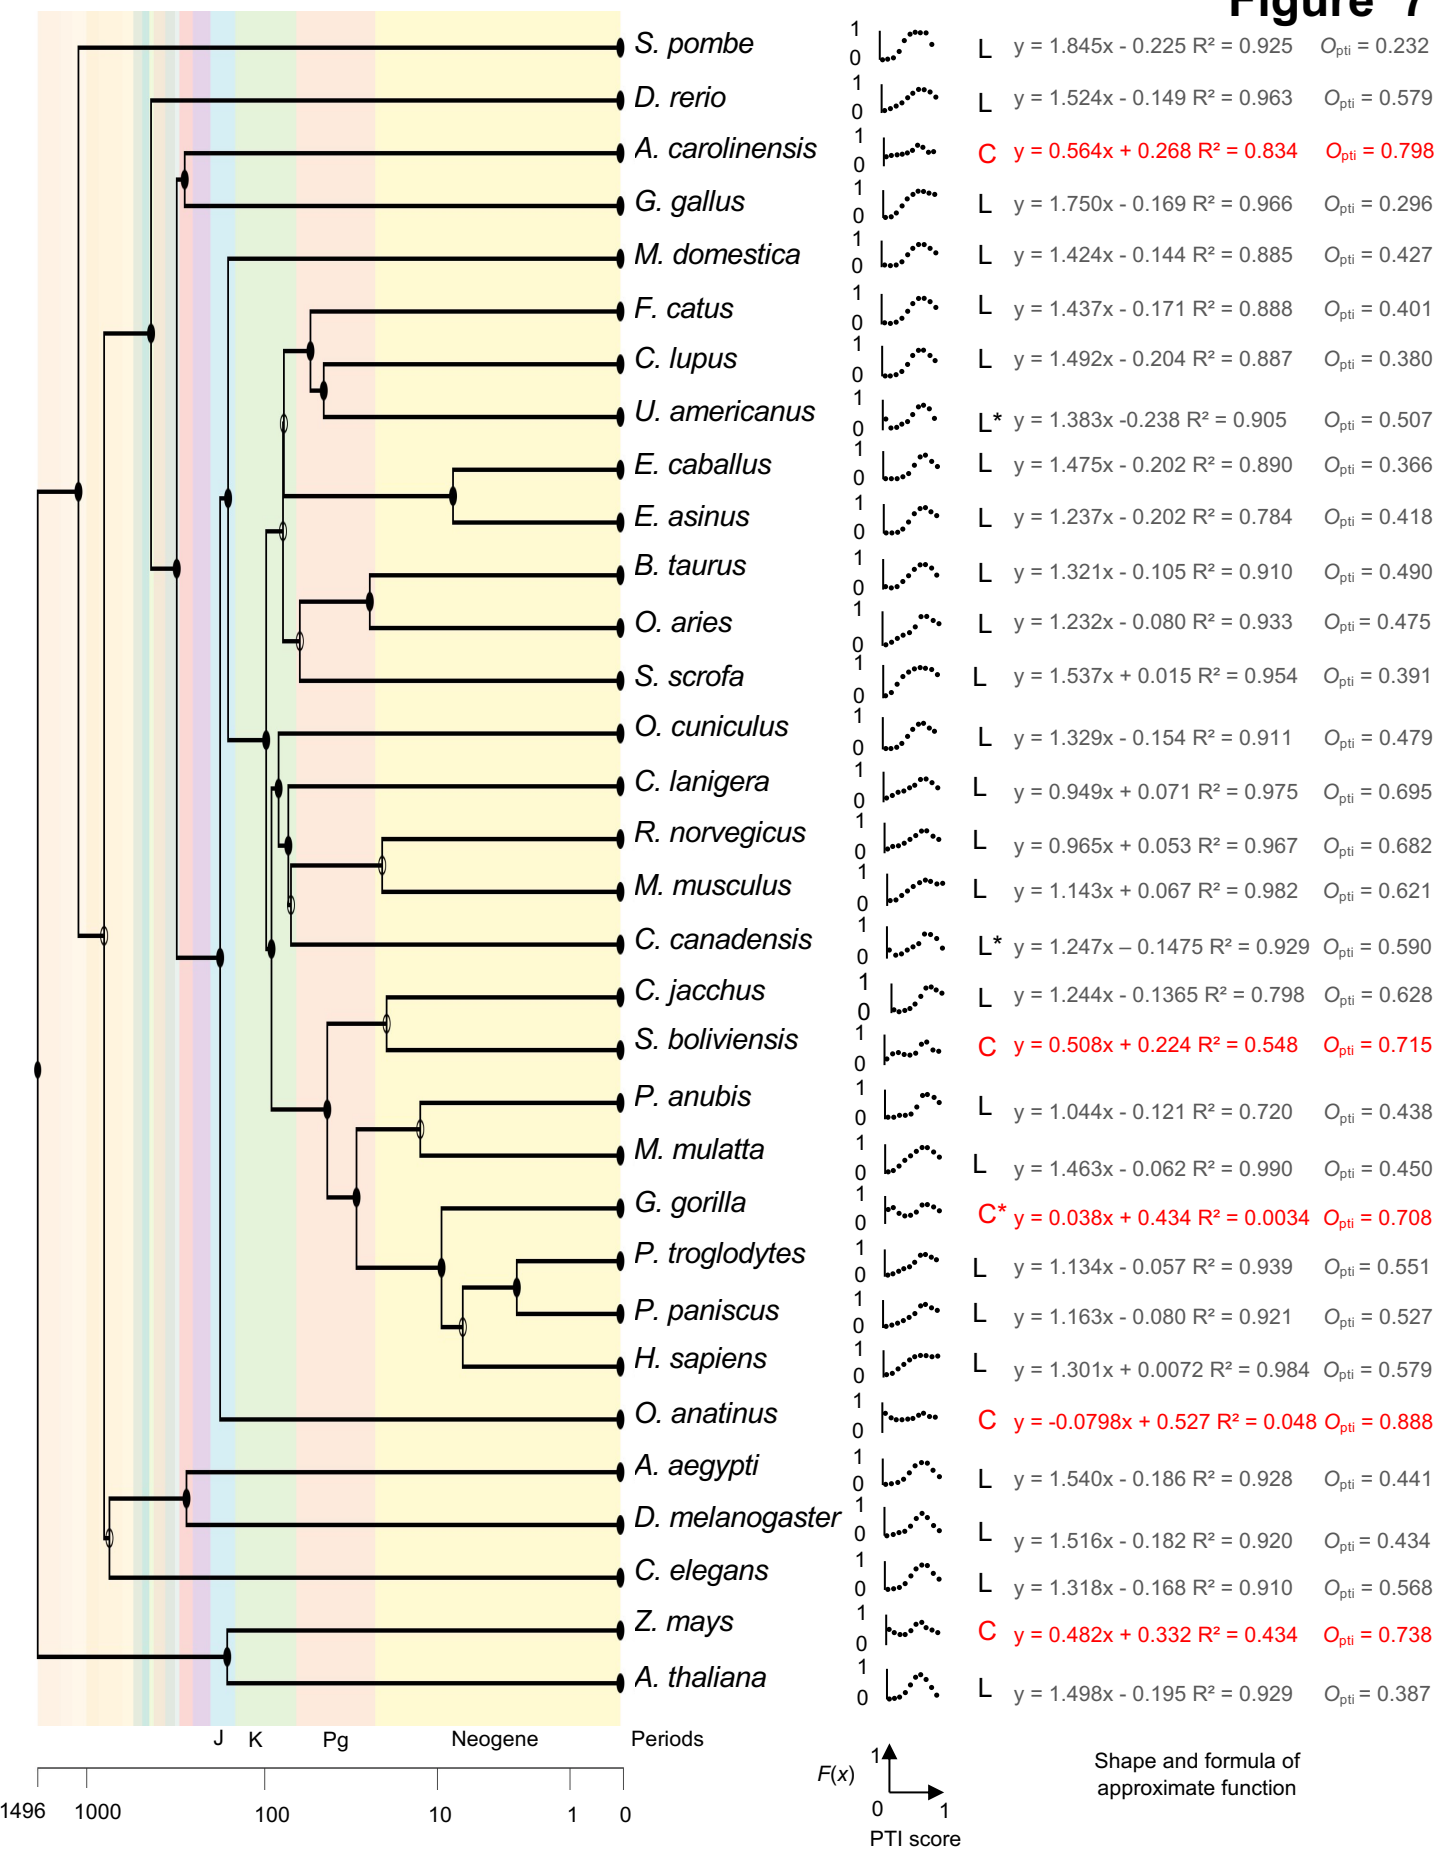 Figure 7
S. pombe 1 0 L y = 1.845x - 0.225 R² = 0.925 Opti = 0.232
D. rerio 1 0 L y = 1.524x - 0.149 R² = 0.963 Opti = 0.579
A. carolinensis 1 0 C y = 0.564x + 0.268 R² = 0.834 Opti = 0.798
G. gallus 1 0 L y = 1.750x - 0.169 R² = 0.966 Opti = 0.296
M. domestica 1 0 L y = 1.424x - 0.144 R² = 0.885 Opti = 0.427
F. catus 1 0 L y = 1.437x - 0.171 R² = 0.888 Opti = 0.401
C. lupus 1 0 L y = 1.492x - 0.204 R² = 0.887 Opti = 0.380
U. americanus 1 0 L* y = 1.383x -0.238 R² = 0.905 Opti = 0.507
E. caballus 1 0 L y = 1.475x - 0.202 R² = 0.890 Opti = 0.366
E. asinus 1 0 L y = 1.237x - 0.202 R² = 0.784 Opti = 0.418
B. taurus 1 0 L y = 1.321x - 0.105 R² = 0.910 Opti = 0.490
O. aries 1 0 L y = 1.232x - 0.080 R² = 0.933 Opti = 0.475
S. scrofa 1 0 L y = 1.537x + 0.015 R² = 0.954 Opti = 0.391
O. cuniculus 1 0 L y = 1.329x - 0.154 R² = 0.911 Opti = 0.479
C. lanigera 1 0 L y = 0.949x + 0.071 R² = 0.975 Opti = 0.695
R. norvegicus 1 0 L y = 0.965x + 0.053 R² = 0.967 Opti = 0.682
M. musculus 1 0 L y = 1.143x + 0.067 R² = 0.982 Opti = 0.621
C. canadensis 1 0 L* y = 1.247x – 0.1475 R² = 0.929 Opti = 0.590
C. jacchus 1 0 L y = 1.244x - 0.1365 R² = 0.798 Opti = 0.628
S. boliviensis 1 0 C y = 0.508x + 0.224 R² = 0.548 Opti = 0.715
P. anubis 1 0 L y = 1.044x - 0.121 R² = 0.720 Opti = 0.438
M. mulatta 1 0 L y = 1.463x - 0.062 R² = 0.990 Opti = 0.450
G. gorilla 1 0 C* y = 0.038x + 0.434 R² = 0.0034 Opti = 0.708
P. troglodytes 1 0 L y = 1.134x - 0.057 R² = 0.939 Opti = 0.551
P. paniscus 1 0 L y = 1.163x - 0.080 R² = 0.921 Opti = 0.527
H. sapiens 1 0 L y = 1.301x + 0.0072 R² = 0.984 Opti = 0.579
O. anatinus 1 0 C y = -0.0798x + 0.527 R² = 0.048 Opti = 0.888
A. aegypti 1 0 L y = 1.540x - 0.186 R² = 0.928 Opti = 0.441
D. melanogaster 1 0 L y = 1.516x - 0.182 R² = 0.920 Opti = 0.434
C. elegans 1 0 L y = 1.318x - 0.168 R² = 0.910 Opti = 0.568
Z. mays 1 0 C y = 0.482x + 0.332 R² = 0.434 Opti = 0.738
A. thaliana 1 0 L y = 1.498x - 0.195 R² = 0.929 Opti = 0.387
J K Pg Neogene Periods
1496 1000 100 10 1 0
F(x) 1 0 1
PTI score
Shape and formula of
approximate function